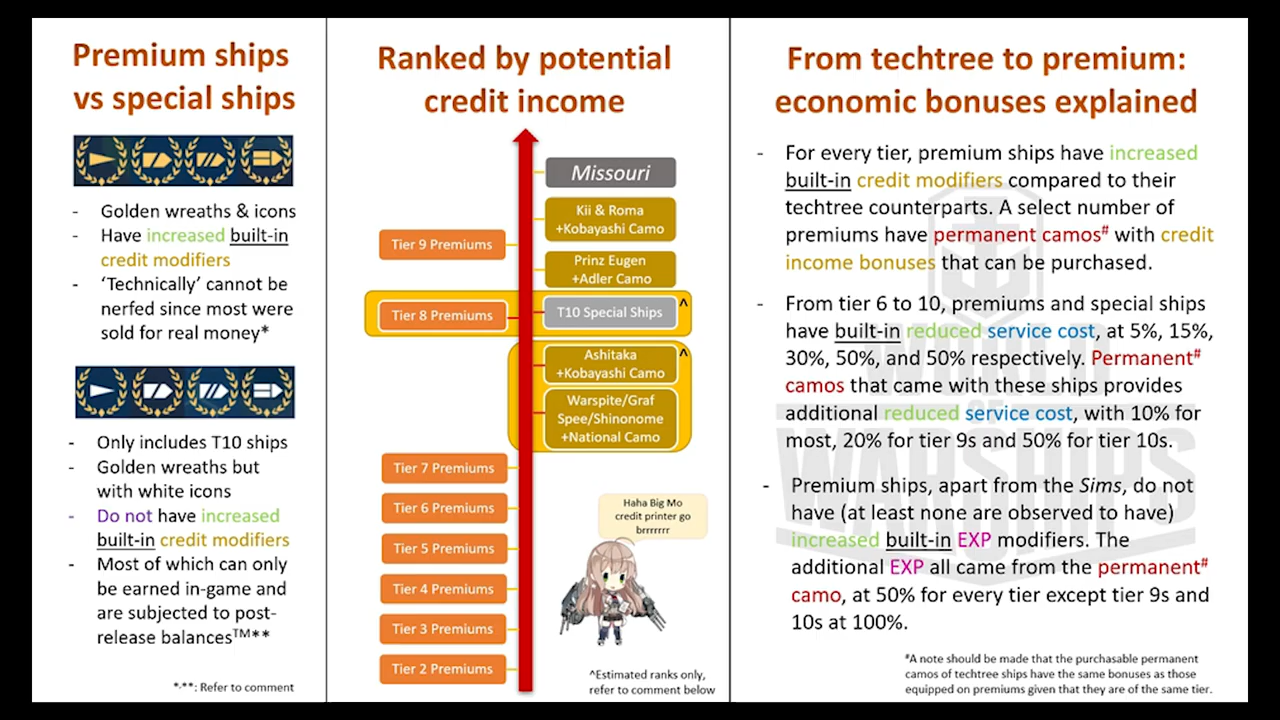 Premium ships
vs special ships
- Golden wreaths & icons
- Have increased built-in
credit modifiers
- ‘Technically’ cannot be
nerfed since most were
sold for real money*
- Only includes T10 ships
- Golden wreaths but
with white icons
- Do not have increased
built-in credit modifiers
- Most of which can only
be earned in-game and
are subjected to post-
release balancesTM**
*,**: Refer to comment
Ranked by potential
credit income
Missouri
Kii & Roma
+Kobayashi Camo
Tier 9 Premiums
Prinz Eugen
+Adler Camo
Tier 8 Premiums
T10 Special Ships
^
Ashitaka
+Kobayashi Camo
^
Warspite/Graf
Spee/Shinonome
+National Camo
Tier 7 Premiums
Tier 6 Premiums
Tier 5 Premiums
Tier 4 Premiums
Tier 3 Premiums
Tier 2 Premiums
Haha Big Mo
credit printer go
brrrrrrr
^Estimated ranks only,
refer to comment below
From techtree to premium:
economic bonuses explained
- For every tier, premium ships have increased
built-in credit modifiers compared to their
techtree counterparts. A select number of
premiums have permanent camos# with credit
income bonuses that can be purchased.
- From tier 6 to 10, premiums and special ships
have built-in reduced service cost, at 5%, 15%,
30%, 50%, and 50% respectively. Permanent#
camos that came with these ships provides
additional reduced service cost, with 10% for
most, 20% for tier 9s and 50% for tier 10s.
- Premium ships, apart from the Sims, do not
have (at least none are observed to have)
increased built-in EXP modifiers. The
additional EXP all came from the permanent#
camo, at 50% for every tier except tier 9s and
10s at 100%.
#A note should be made that the purchasable permanent
camos of techtree ships have the same bonuses as those
equipped on premiums given that they are of the same tier.
WORLD
OF
WARSHIPS